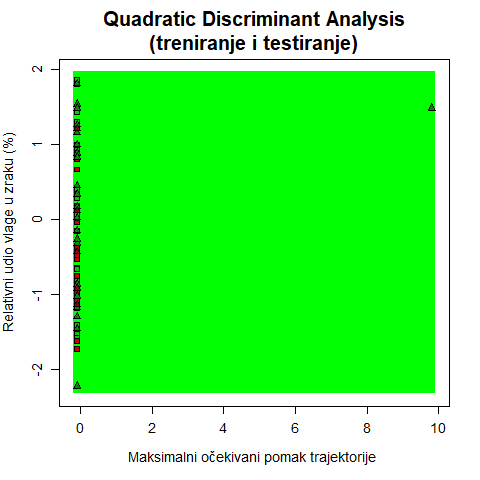 Quadratic Discriminant Analysis
(treniranje i testiranje)
Relativni udio vlage u zraku (%)
2
1
0
-1
-2
0 2 4 6 8 10
Maksimalni očekivani pomak trajektorije